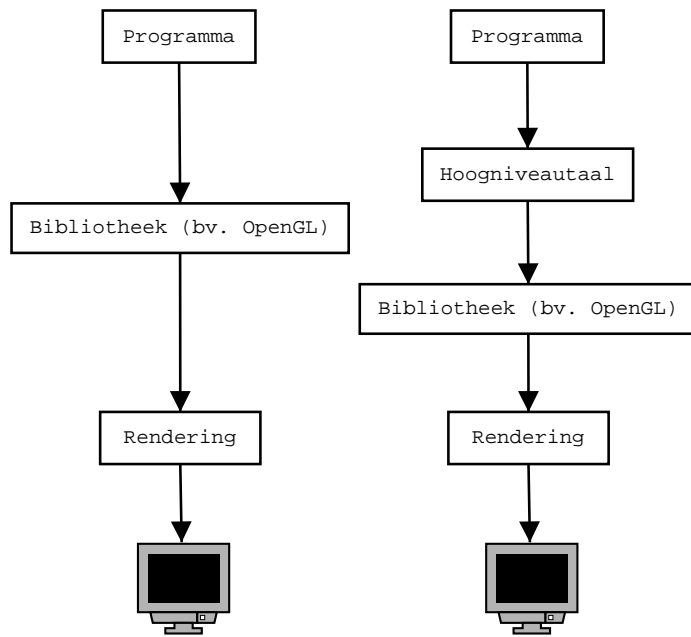 Programma
Bibliotheek (bv. OpenGL)
Rendering
Programma
Hoogniveautaal
Bibliotheek (bv. OpenGL)
Rendering